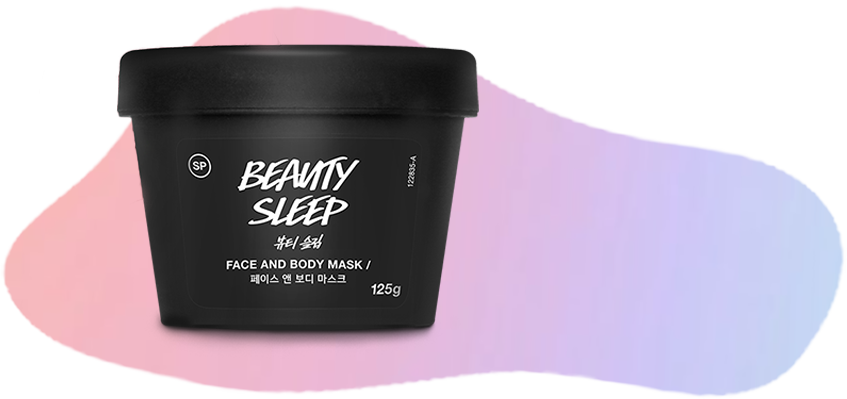 SP
BEAUTY
SLEEP
뷰티 슬립
122835-A
FACE AND BODY MASK /
페이스 앤 보디 마스크
125g